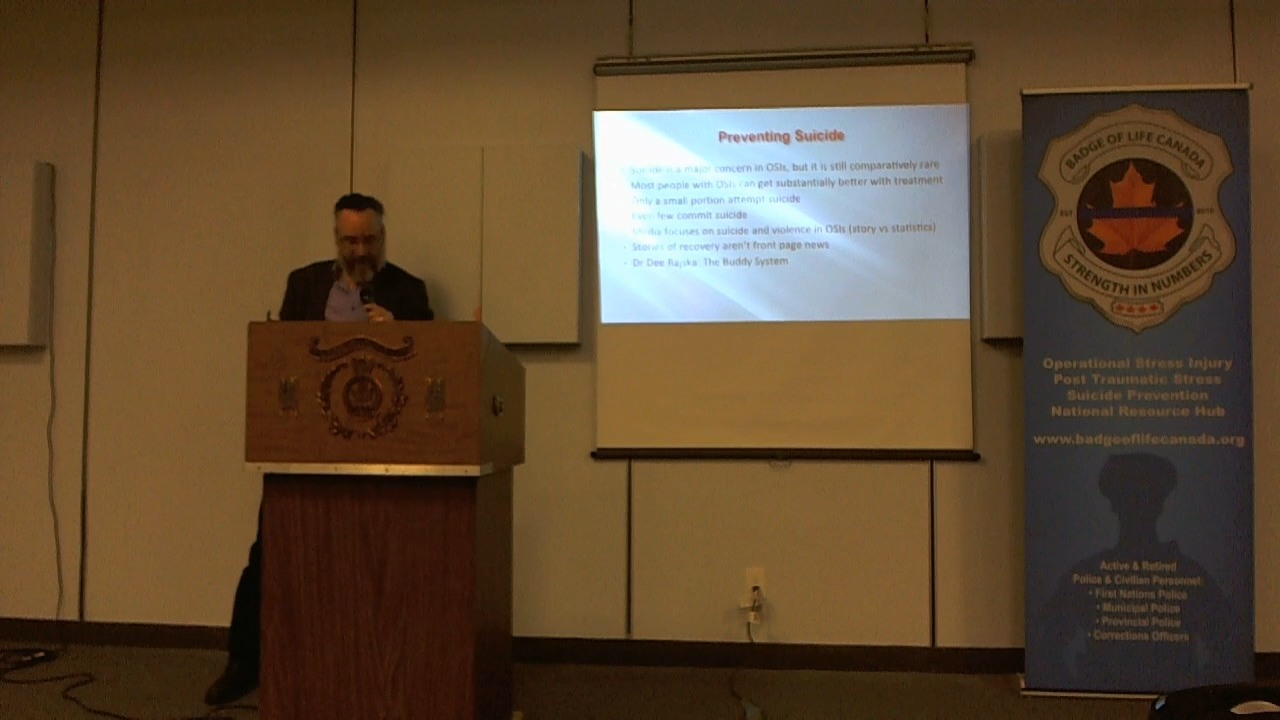 Preventing Suicide
Suicide is a major concern in OSIs, but it is still comparatively rare
Most people with OSIs can get substantially better with treatment
Only a small portion attempt suicide
Even few commit suicide
Media focuses on suicide and violence in OSIs (story vs statistics)
Stories of recovery aren't front page news
Dr Dee Rajska: The Buddy System
BADGE OF LIFE CANADA
EST 2010
STRENGTH IN NUMBERS
Operational Stress Injury
Post Traumatic Stress
Suicide Prevention
National Resource Hub
www.badgeoflifecanada.org
Active & Retired
Police & Civilian Personnel:
• First Nations Police
• Municipal Police
• Provincial Police
• Corrections Officers